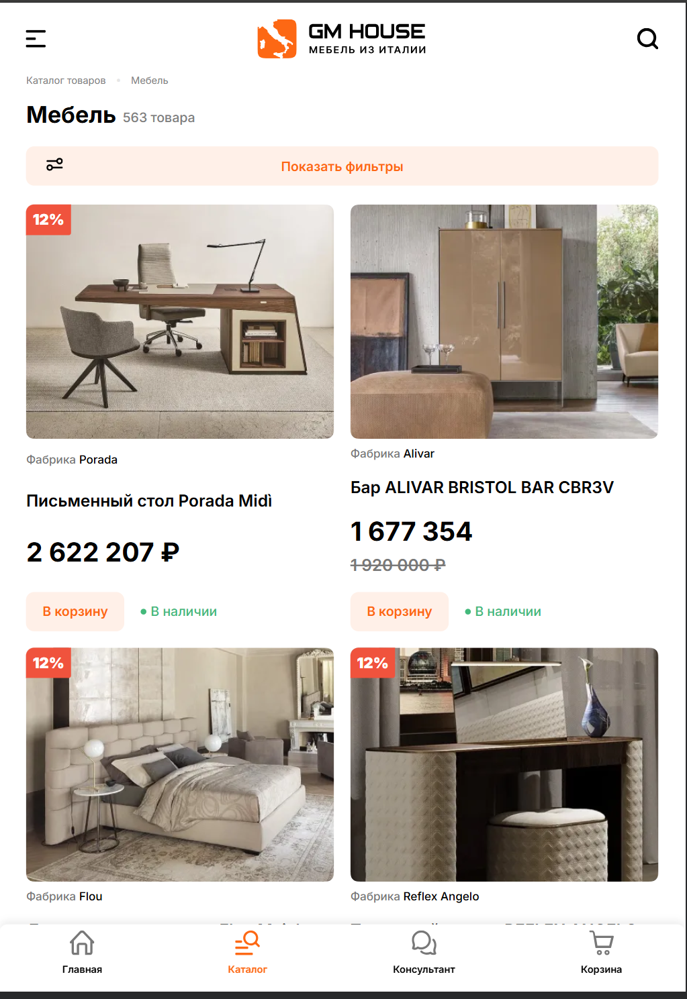 GM HOUSE
МЕБЕЛЬ ИЗ ИТАЛИИ
Каталог товаров • Мебель
Мебель 563 товара
Показать фильтры
12%
Фабрика Porada
Письменный стол Porada Midì
2 622 207 ₽
В корзину
В наличии
Фабрика Alivar
Бар ALIVAR BRISTOL BAR CBR3V
1 677 354
1 920 000 ₽
В корзину
В наличии
12%
Фабрика Flou
12%
Фабрика Reflex Angelo
Главная
Каталог
Консультант
Корзина